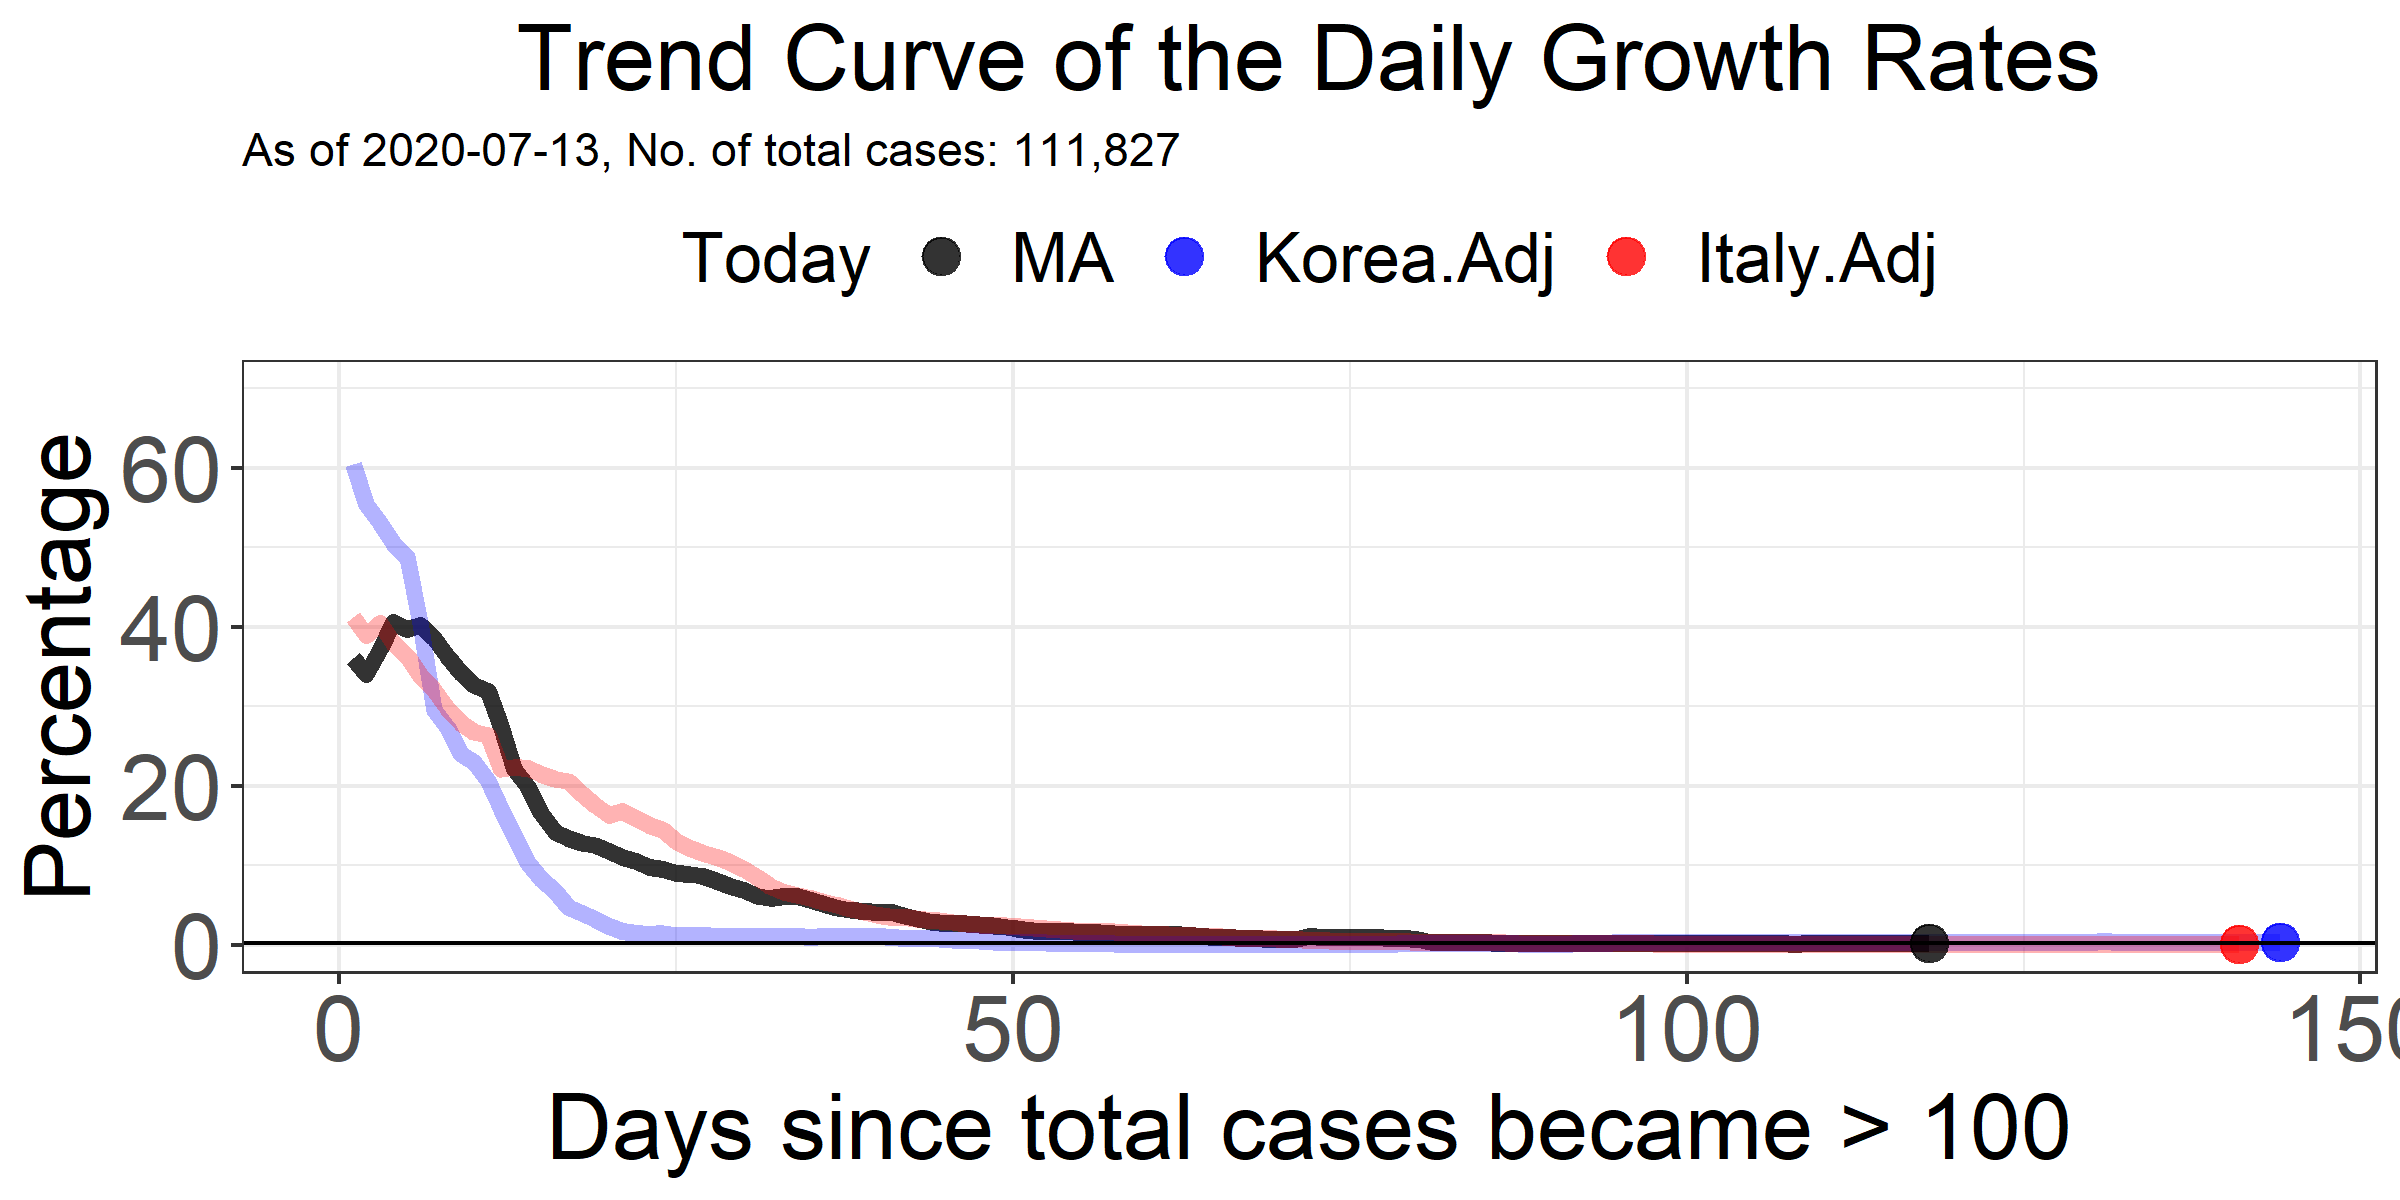 Trend Curve of the Daily Growth Rates
As of 2020-07-13, No. of total cases: 111,827
Today MA Korea.Adj Italy.Adj
Percentage
60
40
20
0
0 50 100 150
Days since total cases became > 100